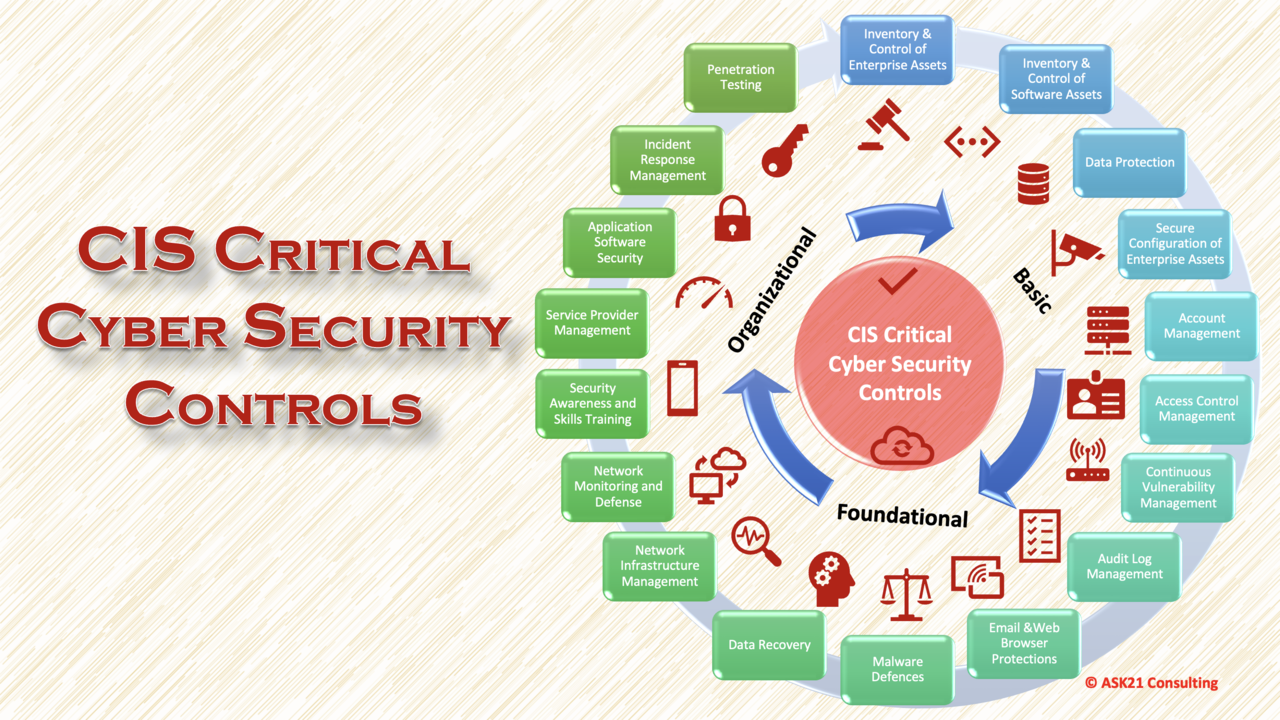 CIS Critical
Cyber Security
Controls
Inventory &
Control of
Enterprise Assets
Inventory &
Control of
Software Assets
Data Protection
Secure
Configuration of
Enterprise Assets
Account
Management
Access Control
Management
Continuous
Vulnerability
Management
Audit Log
Management
Email &Web
Browser
Protections
Malware
Defences
Data Recovery
Network
Infrastructure
Management
Network
Monitoring and
Defense
Security
Awareness and
Skills Training
Service Provider
Management
Application
Software
Security
Incident
Response
Management
Penetration
Testing
Organizational
Basic
Foundational
CIS Critical
Cyber Security
Controls
© ASK21 Consulting